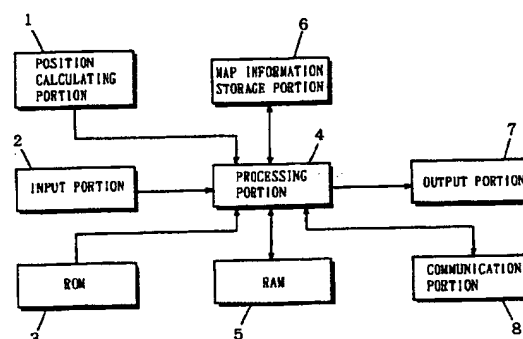 1
POSITION
CALCULATING
PORTION
6
MAP INFORMATION
STORAGE PORTION
2
INPUT PORTION
4
PROCESSING
PORTION
7
OUTPUT PORTION
ROM
3
RAM
5
COMMUNICATION
PORTION
8